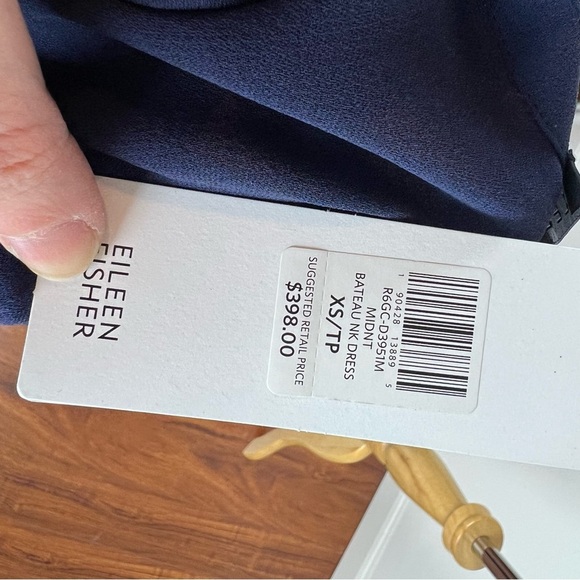 EILEEN
FISHER
1 90428 13889 5
R6GC-D3951M
MIDNT
BATEAU NK DRESS
XS/TP
SUGGESTED RETAIL PRICE
$398.00